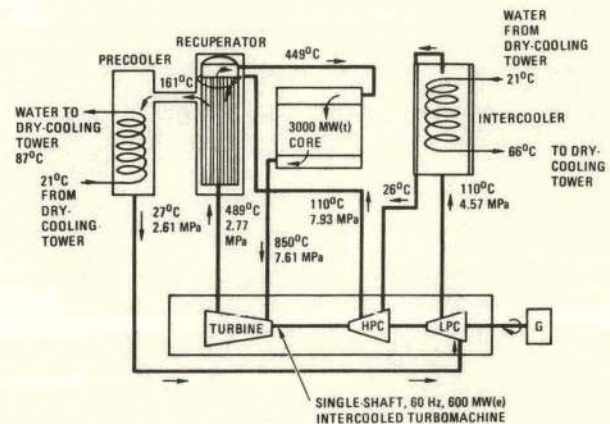 WATER
FROM
DRY-COOLING
TOWER
21°C
RECUPERATOR
PRECOOLER
449°C
161°C
INTERCOOLER
WATER TO
DRY-COOLING
TOWER
87°C
3000 MW(t)
CORE
66°C
TO DRY-
COOLING
TOWER
21°C
FROM
DRY-
COOLING-
TOWER
27°C
2.61 MPa
489°C
2.77
MPa
110°C
7.93 MPa
26°C
110°C
4.57 MPa
850°C
7.61 MPa
TURBINE
HPC
LPC
G
SINGLE-SHAFT, 60 Hz, 600 MW(e)
INTERCOOLED TURBOMACHINE